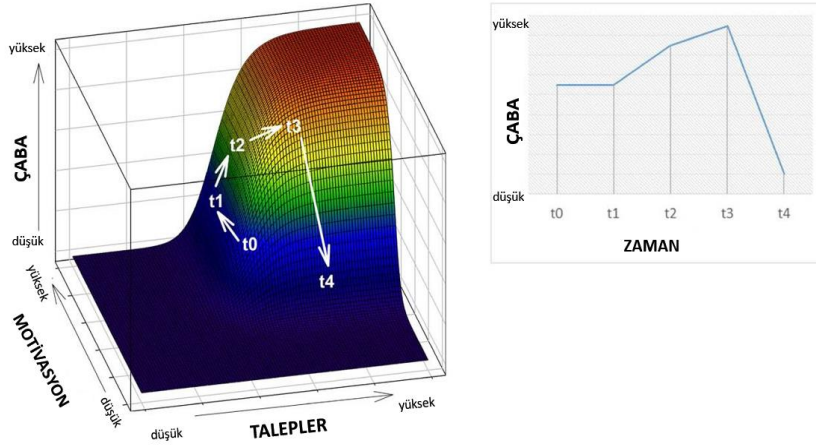 yüksek
ÇABA
düşük
yüksek
MOTİVASYON
düşük
düşük
TALEPLER
yüksek
t0
t1
t2
t3
t4
yüksek
ÇABA
düşük
t0 t1 t2 t3 t4
ZAMAN